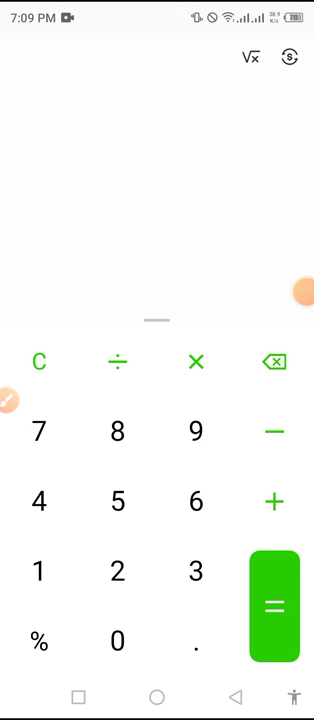 7:09 PM 38.9 K/s 78
√x $
C ÷ ×
7 8 9 −
4 5 6 +
1 2 3
% 0 . =